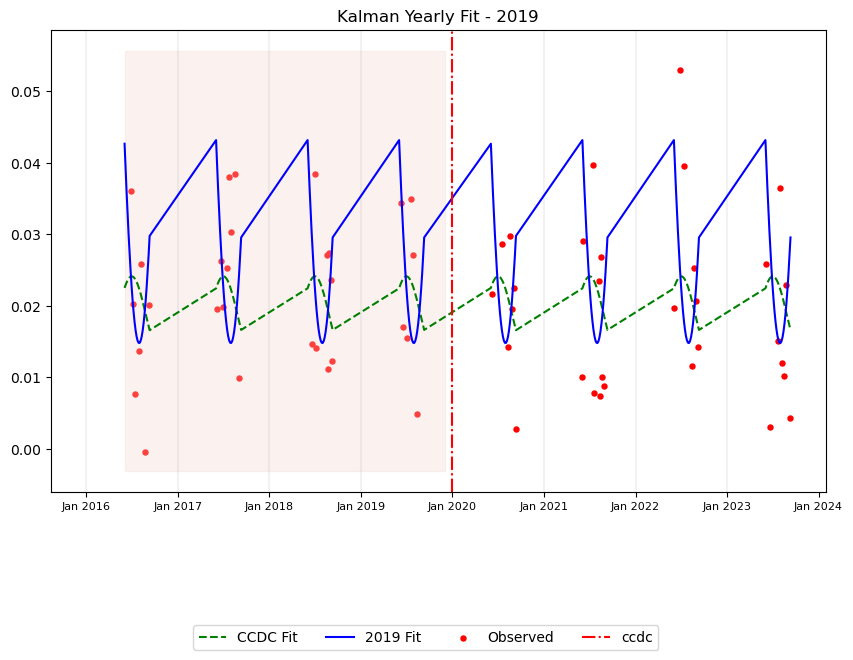 Kalman Yearly Fit - 2019
0.05
0.04
0.03
0.02
0.01
0.00
Jan 2016 Jan 2017 Jan 2018 Jan 2019 Jan 2020 Jan 2021 Jan 2022 Jan 2023 Jan 2024
CCDC Fit 2019 Fit Observed ccdc